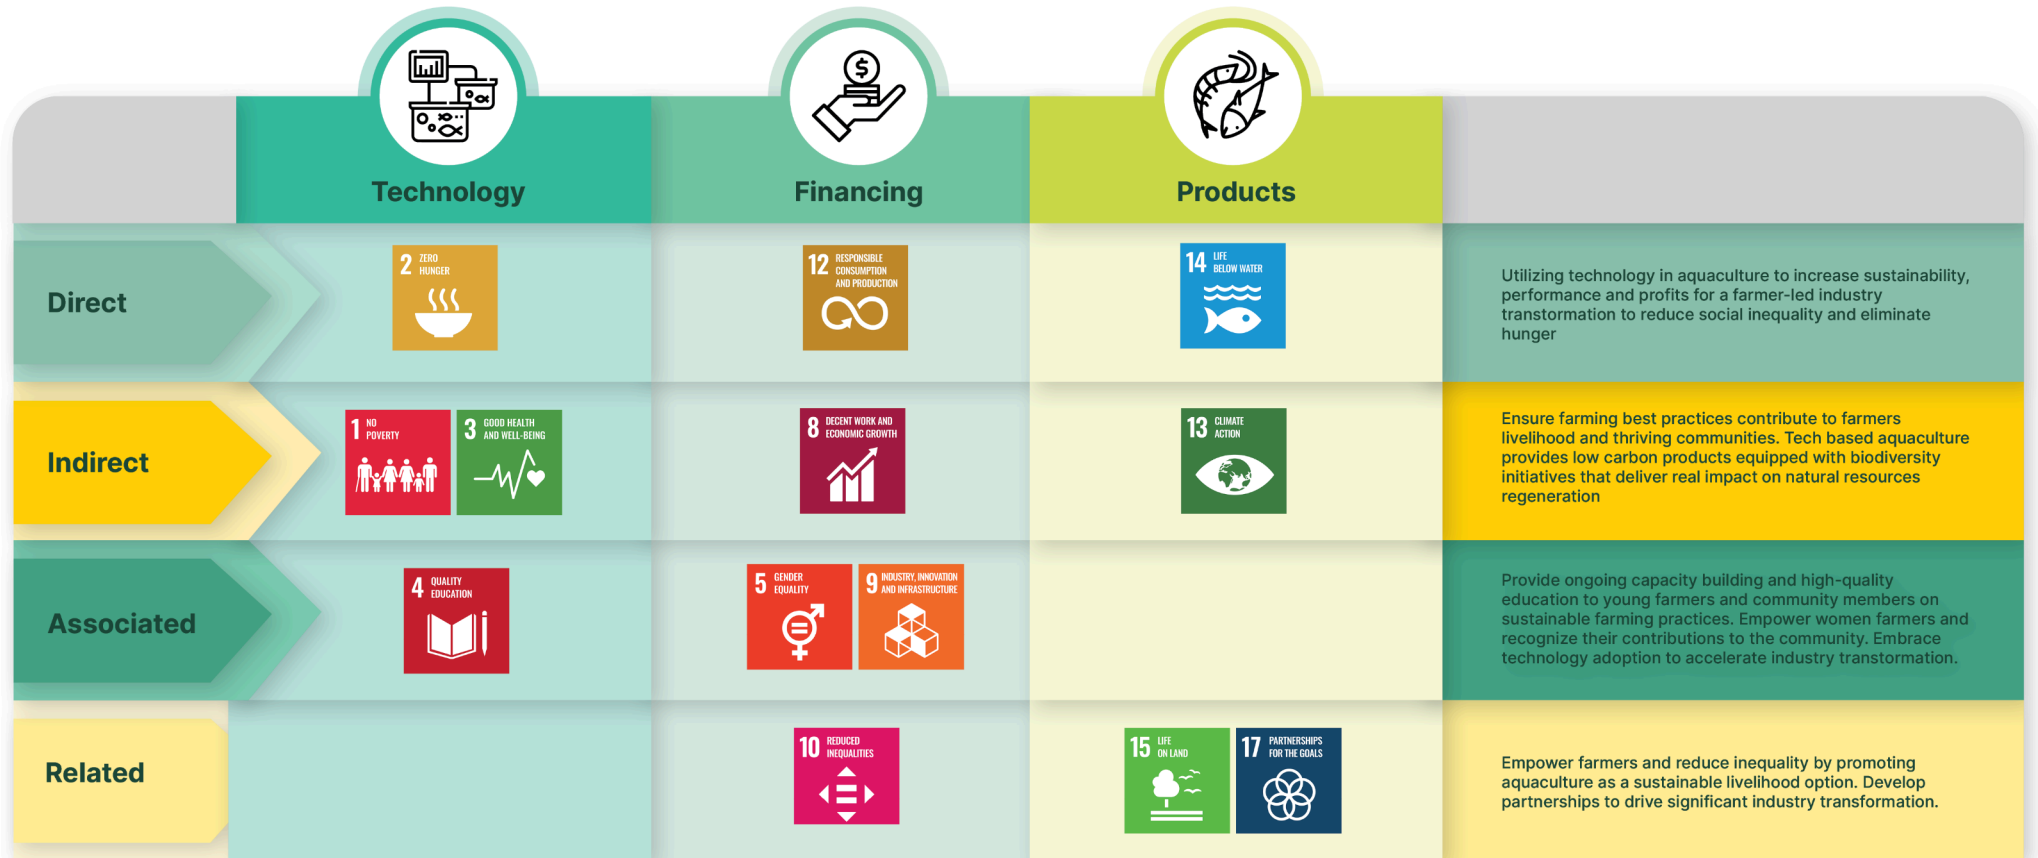 Technology
Financing
Products
Direct
2 ZERO
HUNGER
12 RESPONSIBLE
CONSUMPTION
AND PRODUCTION
14 LIFE
BELOW WATER
Utilizing technology in aquaculture to increase sustainability,
performance and profits for a farmer-led industry
transtormation to reduce social inequality and eliminate
hunger
Indirect
1 NO
POVERTY
3 GOOD HEALTH
AND WELL-BEING
8 DECENT WORK AND
ECONOMIC GROWTH
13 CLIMATE
ACTION
Ensure farming best practices contribute to farmers
livelihood and thriving communities. Tech based aquaculture
provides low carbon products equipped with biodiversity
initiatives that deliver real impact on natural resources
regeneration
Associated
4 QUALITY
EDUCATION
5 GENDER
EQUALITY
9 INDUSTRY, INNOVATION
AND INFRASTRUCTURE
Provide ongoing capacity building and high-quality
education to young farmers and community members on
sustainable farming practices. Empower women farmers and
recognize their contributions to the community. Embrace
technology adoption to accelerate industry transtormation.
Related
10 REDUCED
INEQUALITIES
15 LIFE
ON LAND
17 PARTNERSHIPS
FOR THE GOALS
Empower farmers and reduce inequality by promoting
aquaculture as a sustainable livelihood option. Develop
partnerships to drive significant industry transformation.